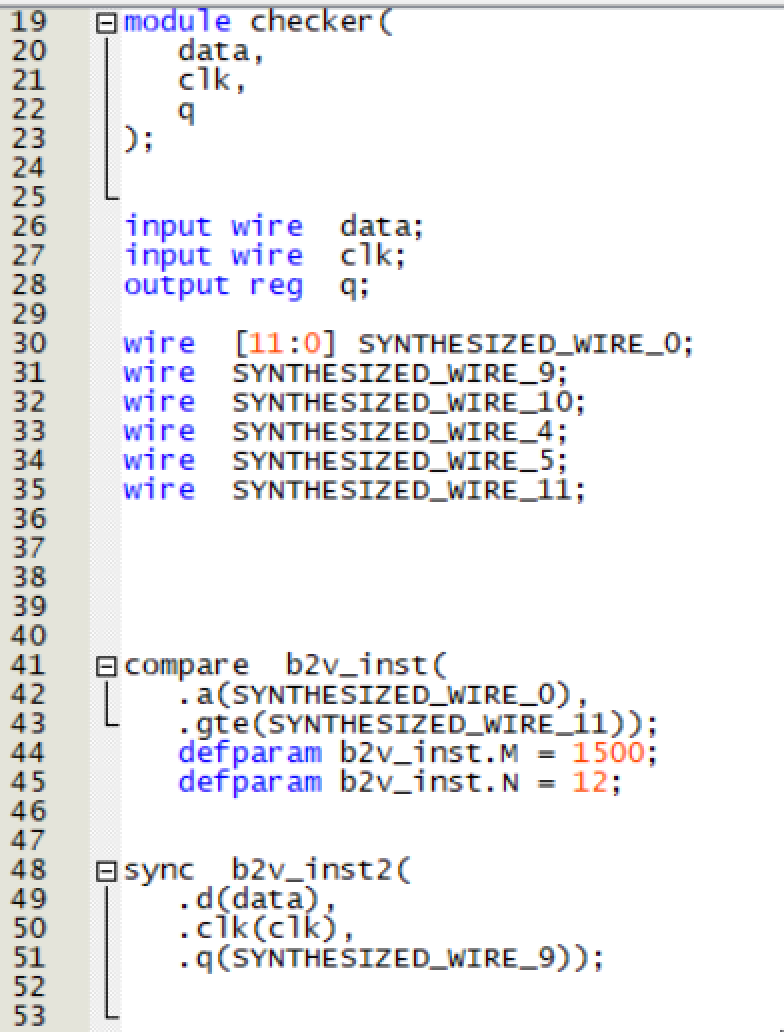 19 module checker(
20 data,
21 clk,
22 q
23 );
24
25
26 input wire data;
27 input wire clk;
28 output reg q;
29
30 wire [11:0] SYNTHESIZED_WIRE_0;
31 wire SYNTHESIZED_WIRE_9;
32 wire SYNTHESIZED_WIRE_10;
33 wire SYNTHESIZED_WIRE_4;
34 wire SYNTHESIZED_WIRE_5;
35 wire SYNTHESIZED_WIRE_11;
36
37
38
39
40
41 compare b2v_inst(
42 .a(SYNTHESIZED_WIRE_0),
43 .gte(SYNTHESIZED_WIRE_11));
44 defparam b2v_inst.M = 1500;
45 defparam b2v_inst.N = 12;
46
47
48 sync b2v_inst2(
49 .d(data),
50 .clk(clk),
51 .q(SYNTHESIZED_WIRE_9));
52
53